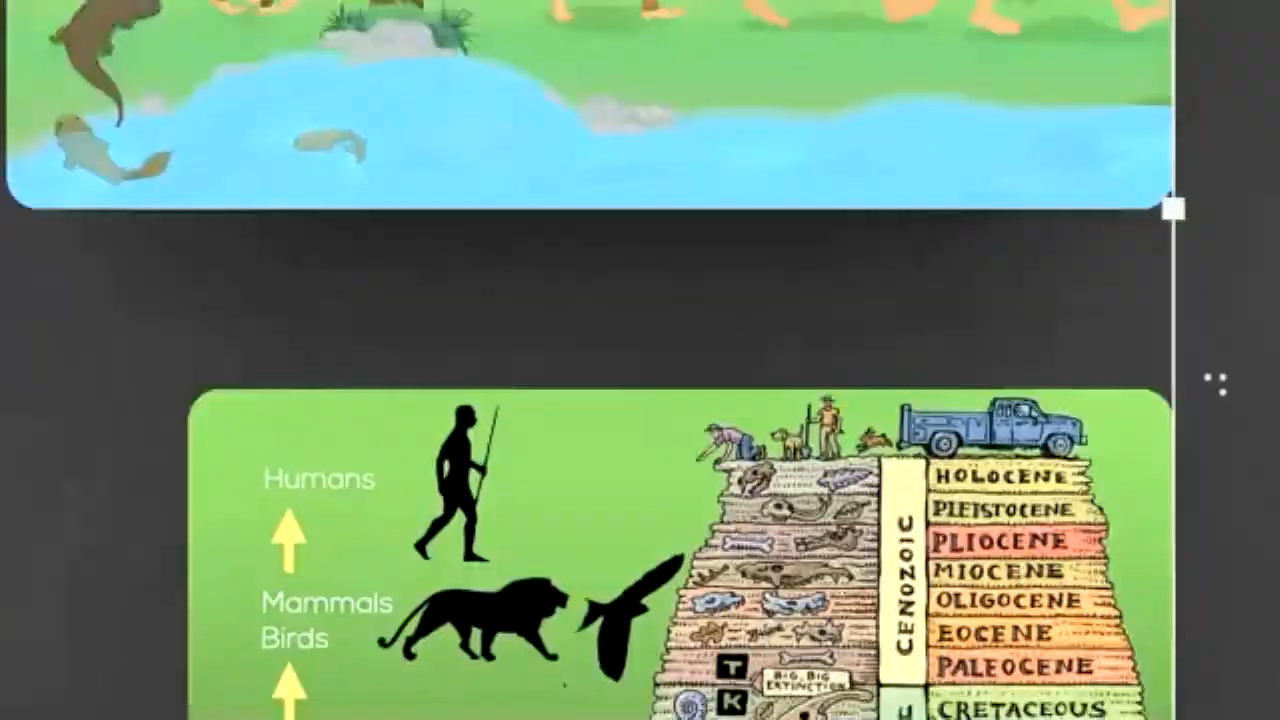 Humans
Mammals
Birds
CENOZOIC
HOLOCENE
PLEISTOCENE
PLIOCENE
MIOCENE
OLIGOCENE
EOCENE
PALEOCENE
T
BIG, BIG
EXTINCTION
K
CRETACEOUS